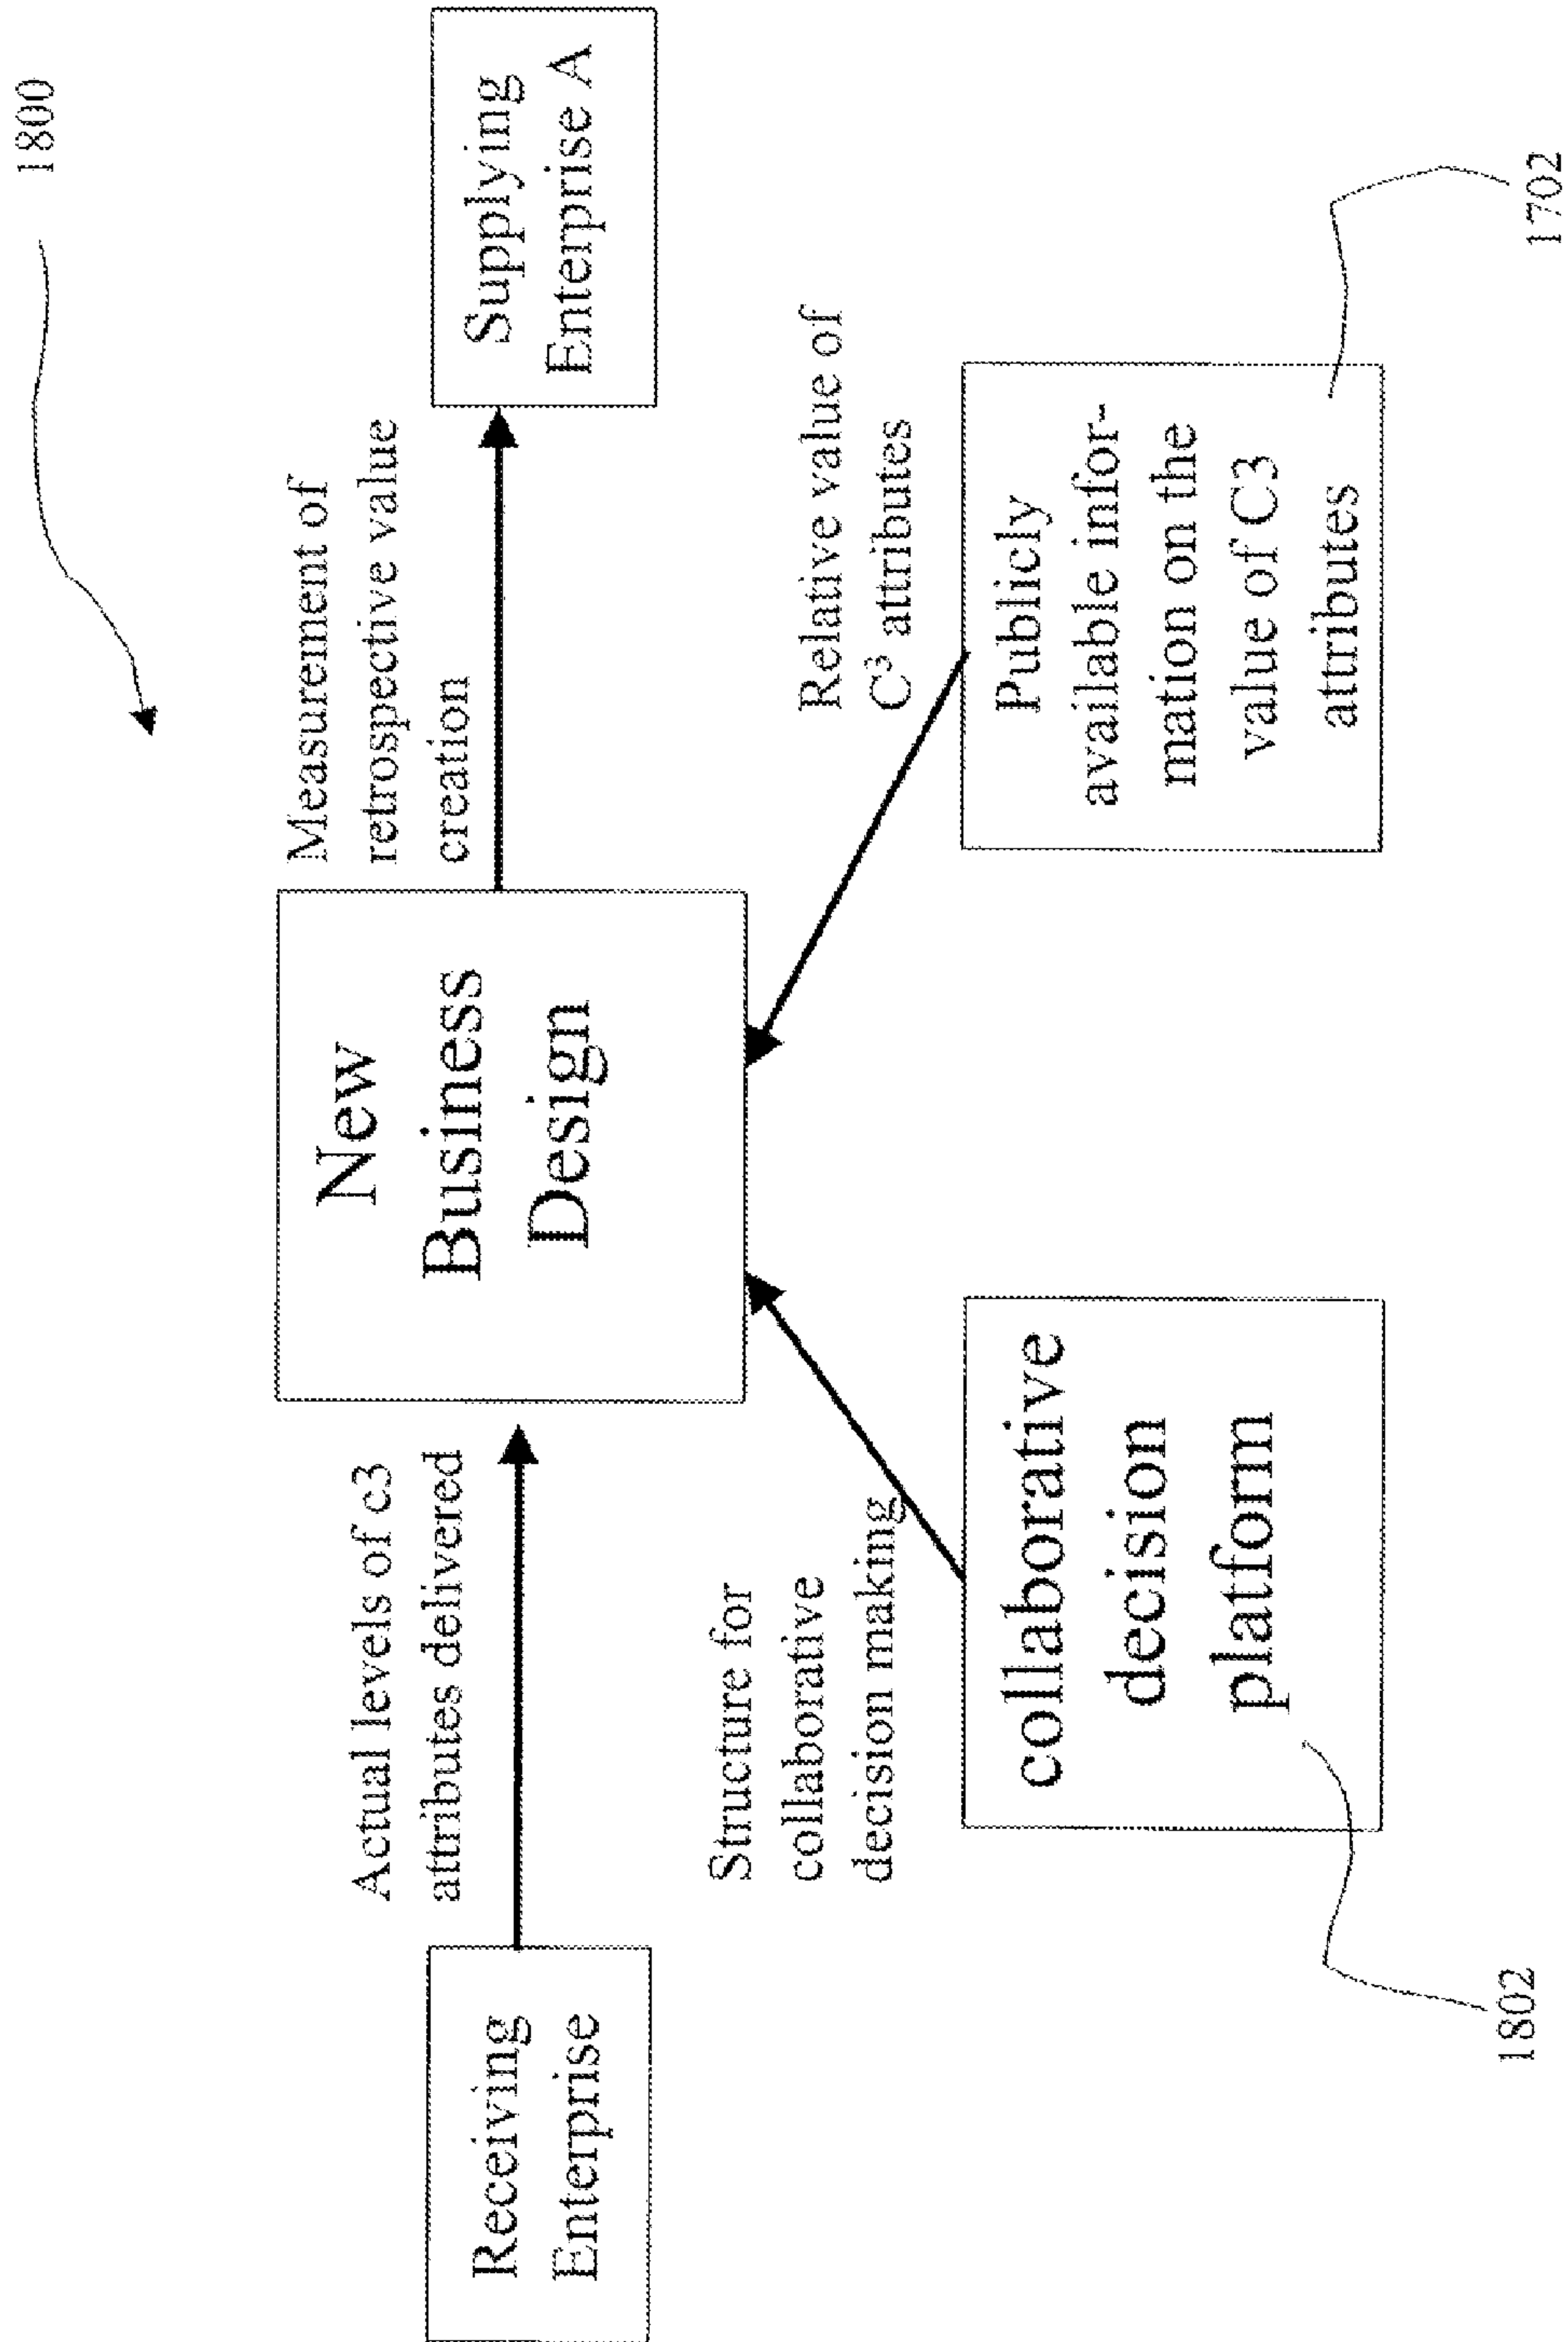 1800
Receiving
Enterprise
Actual levels of c3
attributes delivered
New
Business
Design
Measurement of
retrospective value
creation
Supplying
Enterprise A
Structure for
collaborative
decision making
collaborative
decision
platform
1802
Relative value of
C³ attributes
Publicly
available infor-
mation on the
value of C3
attributes
1702